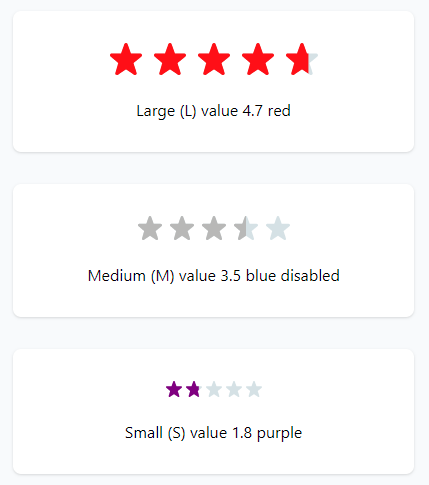 Large (L) value 4.7 red
Medium (M) value 3.5 blue disabled
Small (S) value 1.8 purple